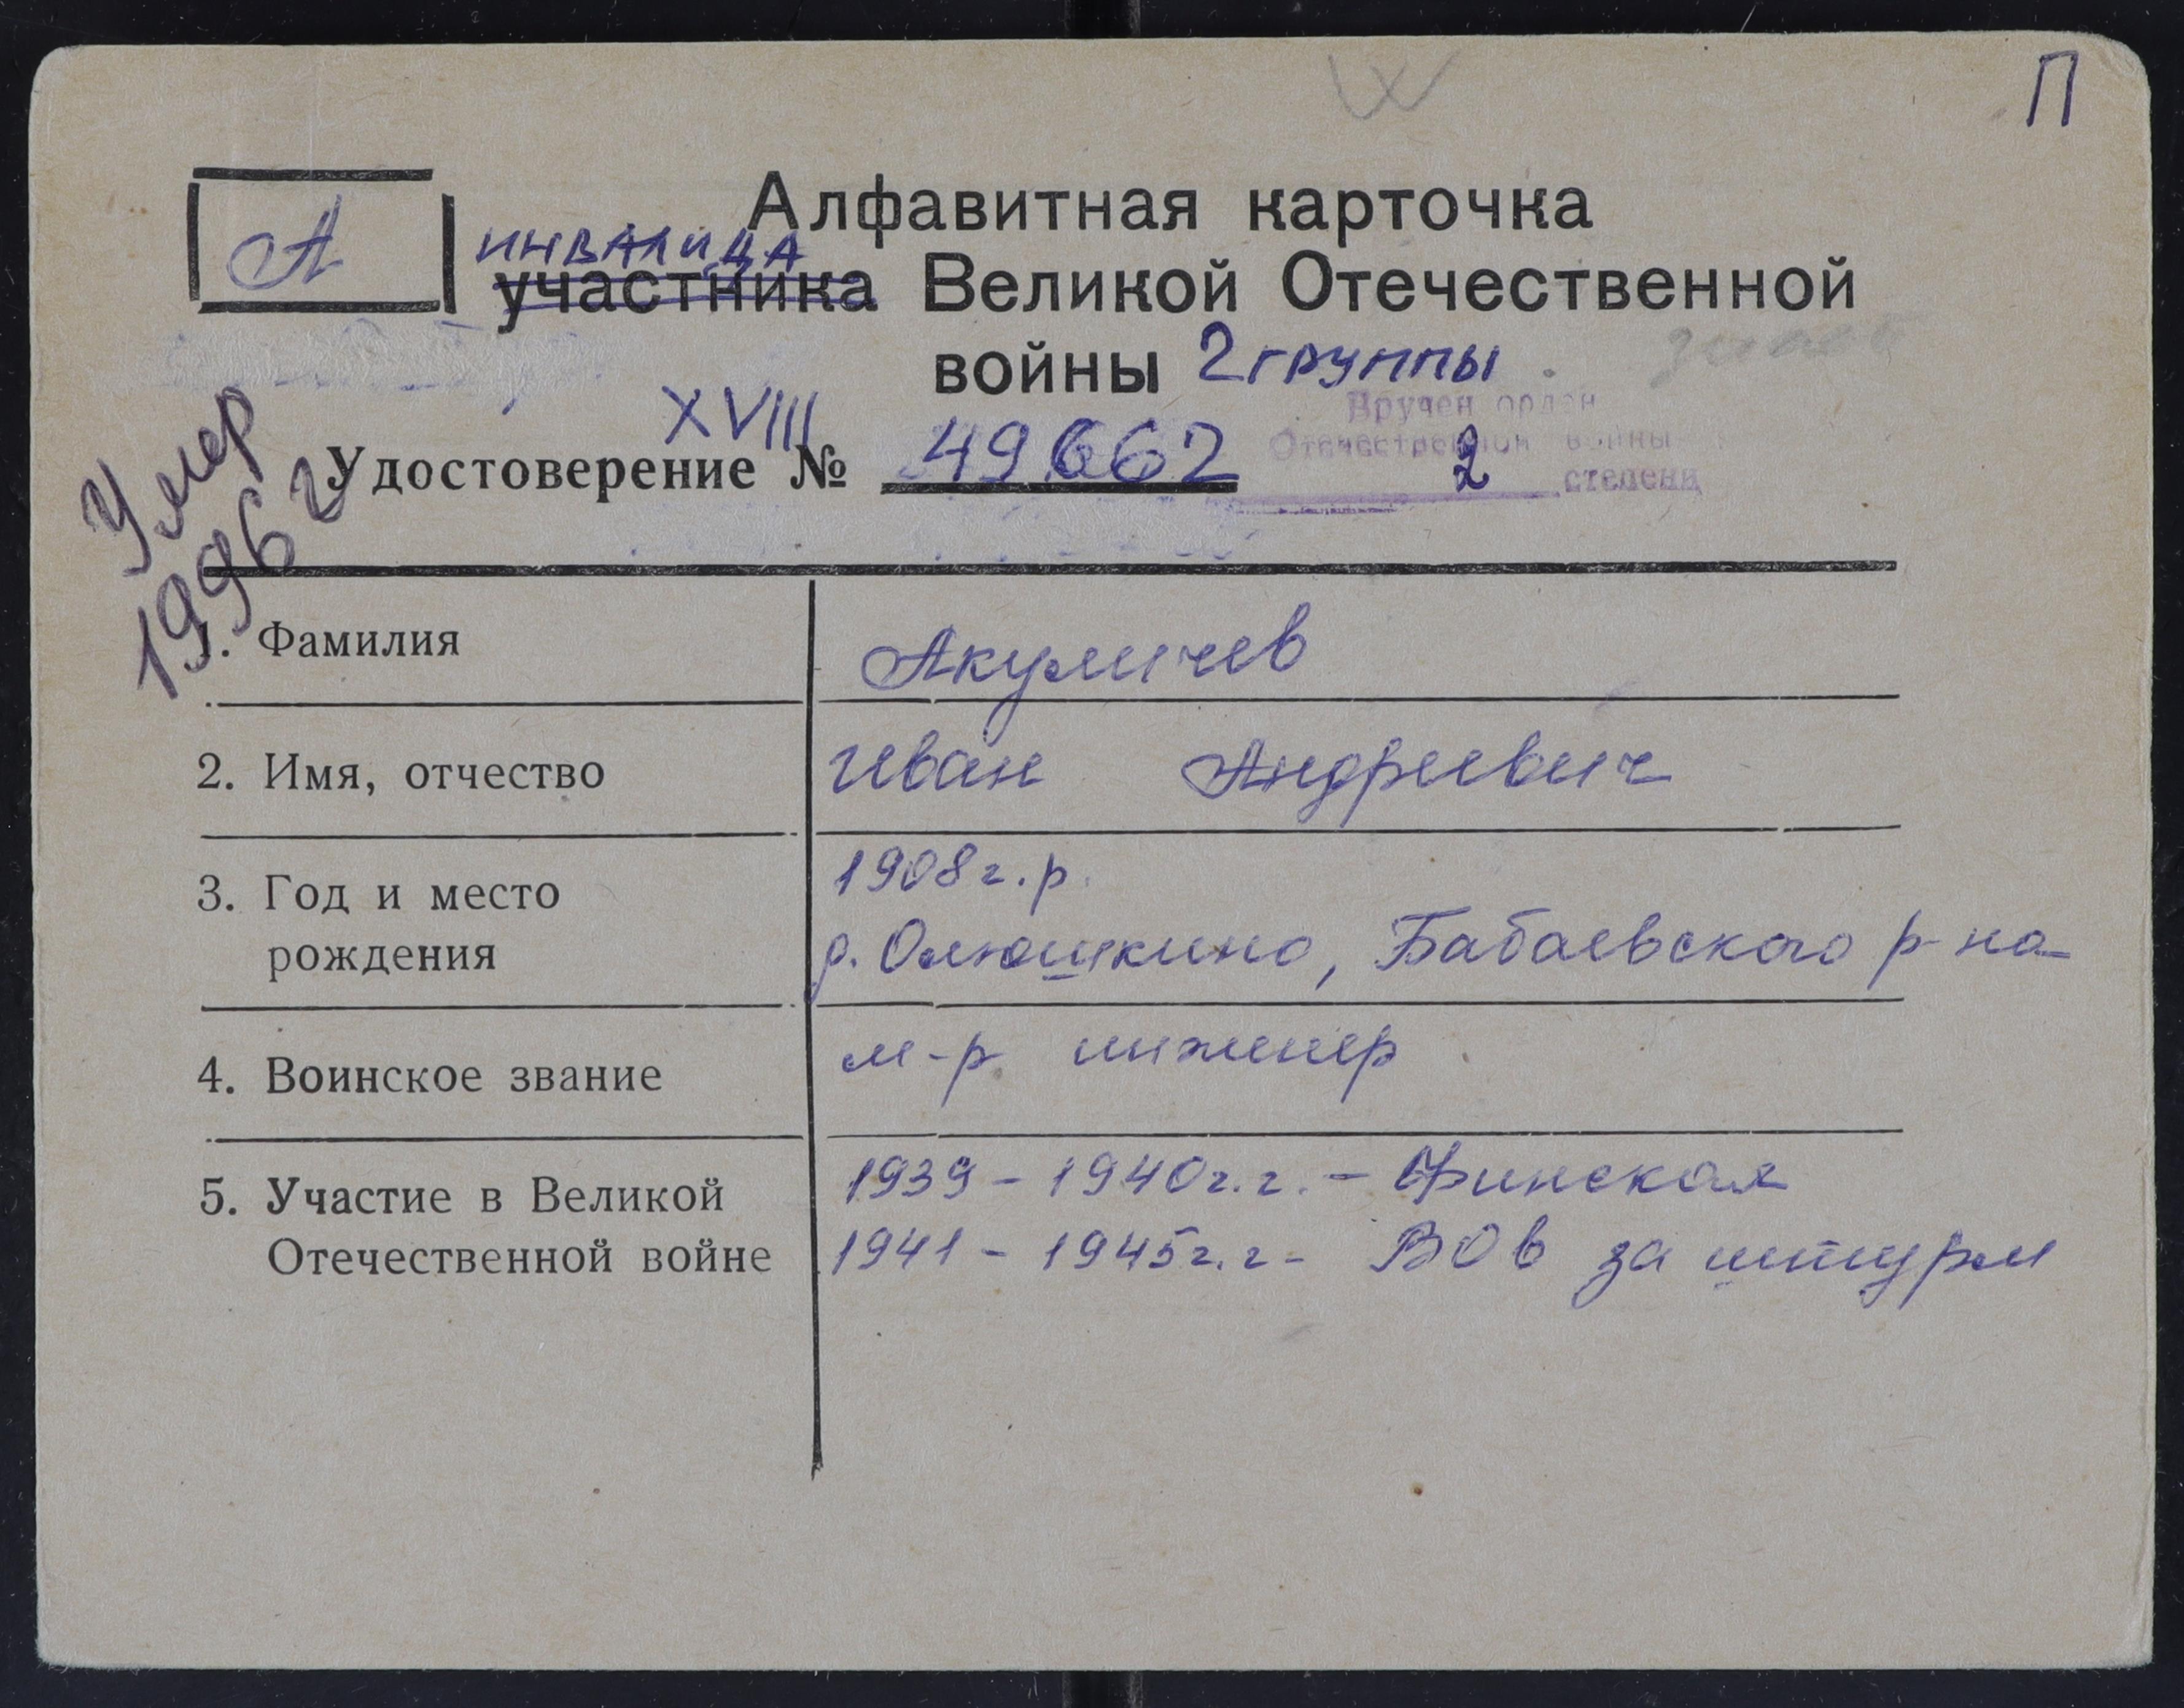 П
А
Алфавитная карточка
инвалида
участника Великой Отечественной
войны 2 группы
Вручен орден
Отечественной войны
2 степени
XVIII
Удостоверение № 49662
Умер
1996 г
1. Фамилия
Акуличев
2. Имя, отчество
Иван Андреевич
3. Год и место
рождения
1908 г.р.
д. Олюшкино, Бабаевского р-на
4. Воинское звание
м-р инженер
5. Участие в Великой
Отечественной войне
1939 - 1940 г.г. - Финская
1941 - 1945 г.г - ВОв за штурм